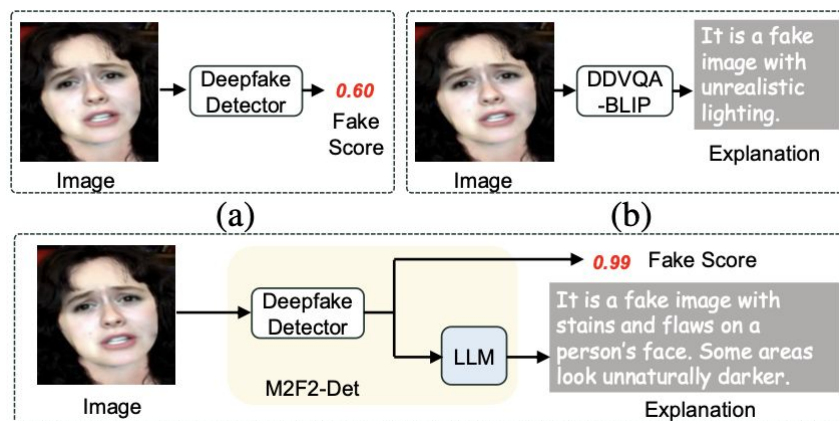 Image
Deepfake
Detector
0.60
Fake
Score
(a)
Image
DDVQA
-BLIP
It is a fake
image with
unrealistic
lighting.
Explanation
(b)
Image
Deepfake
Detector
M2F2-Det
LLM
0.99 Fake Score
It is a fake image with
stains and flaws on a
person's face. Some areas
look unnaturally darker.
Explanation